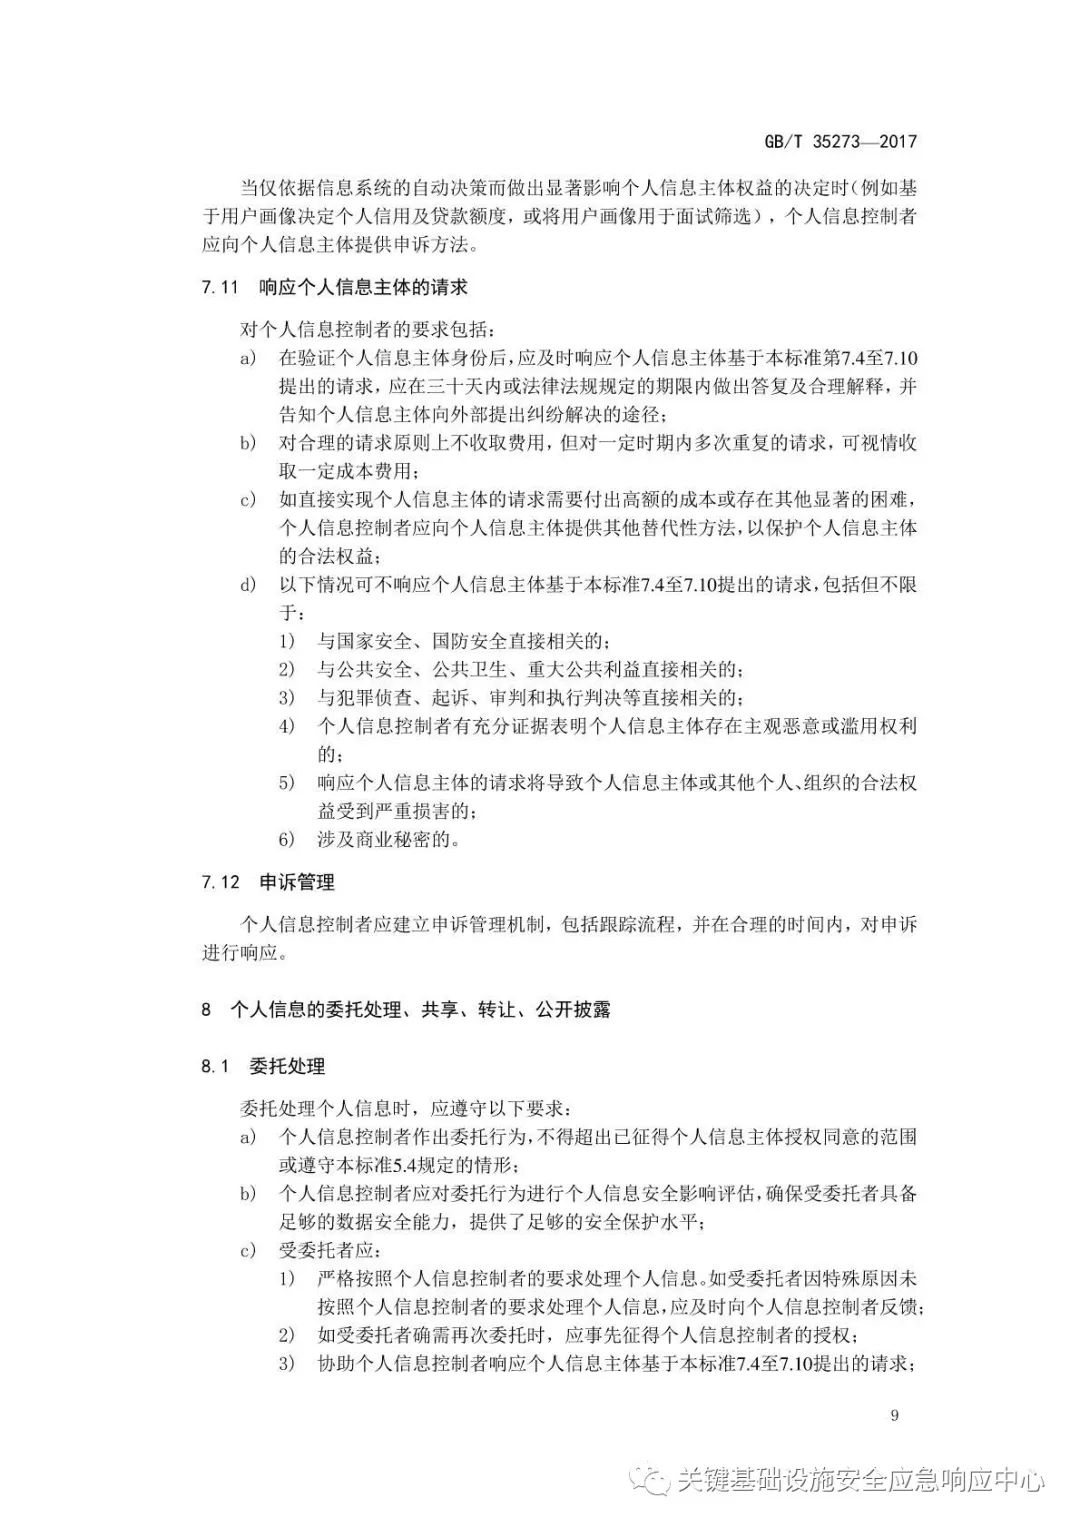 GB/T 35273—2017
当仅依据信息系统的自动决策而做出显著影响个人信息主体权益的决定时(例如基
于用户画像决定个人信用及贷款额度，或将用户画像用于面试筛选)，个人信息控制者
应向个人信息主体提供申诉方法。
7.11 响应个人信息主体的请求
对个人信息控制者的要求包括：
a) 在验证个人信息主体身份后，应及时响应个人信息主体基于本标准第7.4至7.10
提出的请求，应在三十天内或法律法规规定的期限内做出答复及合理解释，并
告知个人信息主体向外部提出纠纷解决的途径；
b) 对合理的请求原则上不收取费用，但对一定时期内多次重复的请求，可视情收
取一定成本费用；
c) 如直接实现个人信息主体的请求需要付出高额的成本或存在其他显著的困难，
个人信息控制者应向个人信息主体提供其他替代性方法，以保护个人信息主体
的合法权益；
d) 以下情况可不响应个人信息主体基于本标准7.4至7.10提出的请求，包括但不限
于：
1) 与国家安全、国防安全直接相关的；
2) 与公共安全、公共卫生、重大公共利益直接相关的；
3) 与犯罪侦查、起诉、审判和执行判决等直接相关的；
4) 个人信息控制者有充分证据表明个人信息主体存在主观恶意或滥用权利
的；
5) 响应个人信息主体的请求将导致个人信息主体或其他个人、组织的合法权
益受到严重损害的；
6) 涉及商业秘密的。
7.12 申诉管理
个人信息控制者应建立申诉管理机制，包括跟踪流程，并在合理的时间内，对申诉
进行响应。
8 个人信息的委托处理、共享、转让、公开披露
8.1 委托处理
委托处理个人信息时，应遵守以下要求：
a) 个人信息控制者作出委托行为，不得超出已征得个人信息主体授权同意的范围
或遵守本标准5.4规定的情形；
b) 个人信息控制者应对委托行为进行个人信息安全影响评估，确保受委托者具备
足够的数据安全能力，提供了足够的安全保护水平；
c) 受委托者应：
1) 严格按照个人信息控制者的要求处理个人信息。如受委托者因特殊原因未
按照个人信息控制者的要求处理个人信息，应及时向个人信息控制者反馈；
2) 如受委托者确需再次委托时，应事先征得个人信息控制者的授权；
3) 协助个人信息控制者响应个人信息主体基于本标准7.4至7.10提出的请求；
9
关键基础设施安全应急响应中心